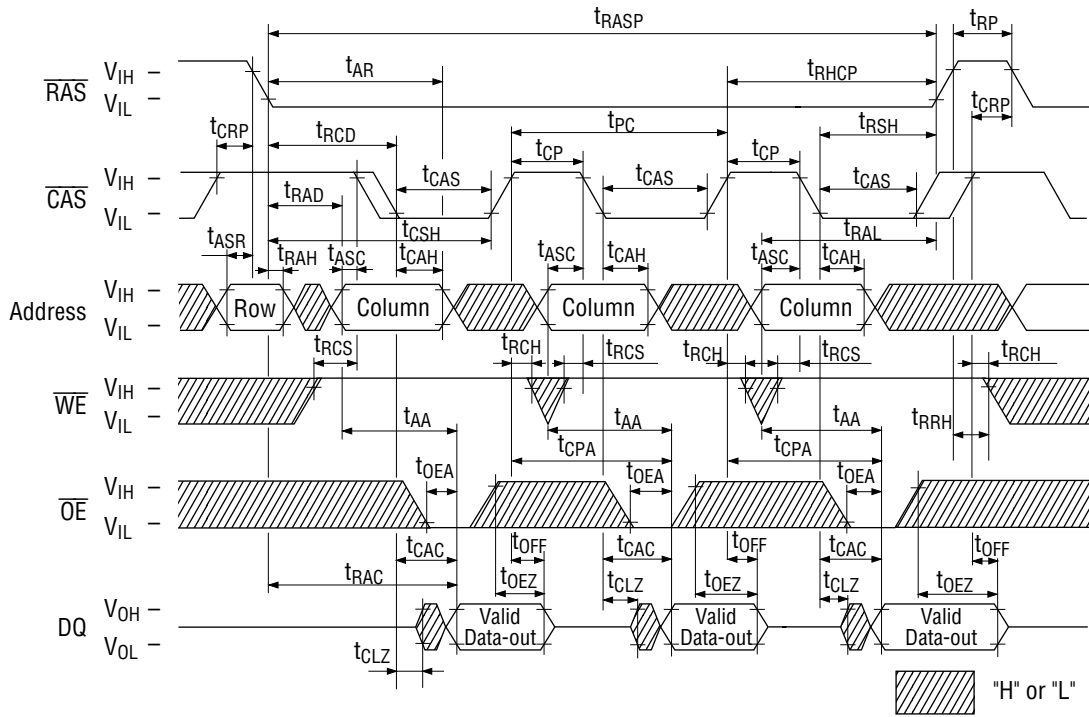 tRASP tRP
tAR tRHCP
RAS VIH
VIL
tCRP tRCD tPC tRSH tCRP
tCP tCP
CAS VIH tCAS tCAS tCAS
VIL tRAD
tCSH tRAL
tASR tRAH tASC tCAH tASC tCAH tASC tCAH
Address VIH
VIL Row Column Column Column
tRCS tRCH tRCS tRCH tRCS tRCH
WE VIH
VIL
tAA tAA tAA tRRH
tCPA tCPA
tOEA tOEA tOEA
OE VIH
VIL
tCAC tOFF tCAC tOFF tCAC tOFF
tRAC tOEZ tCLZ tOEZ tCLZ tOEZ
DQ VOH
VOL
Valid Data-out
Valid Data-out
Valid Data-out
tCLZ
"H" or "L"